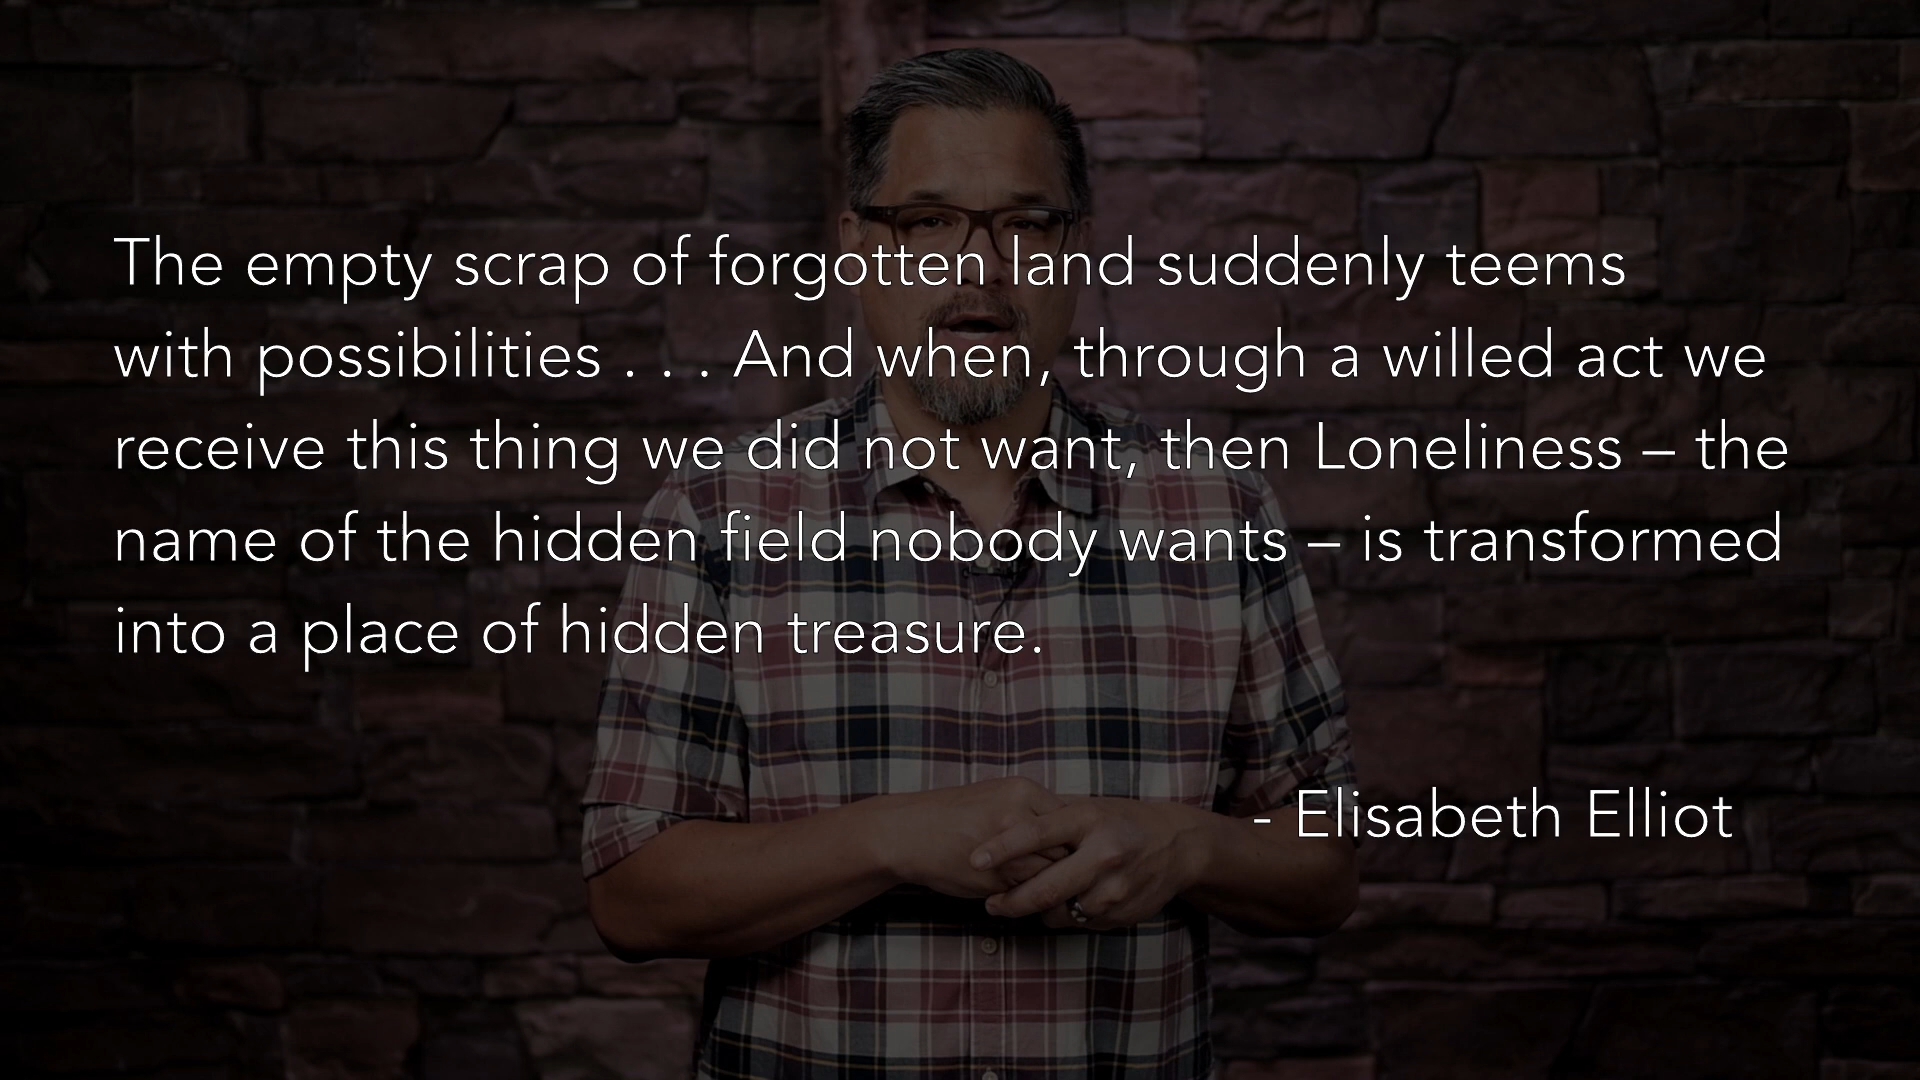 The empty scrap of forgotten land suddenly teems
with possibilities . . . And when, through a willed act we
receive this thing we did not want, then Loneliness – the
name of the hidden field nobody wants – is transformed
into a place of hidden treasure.
- Elisabeth Elliot